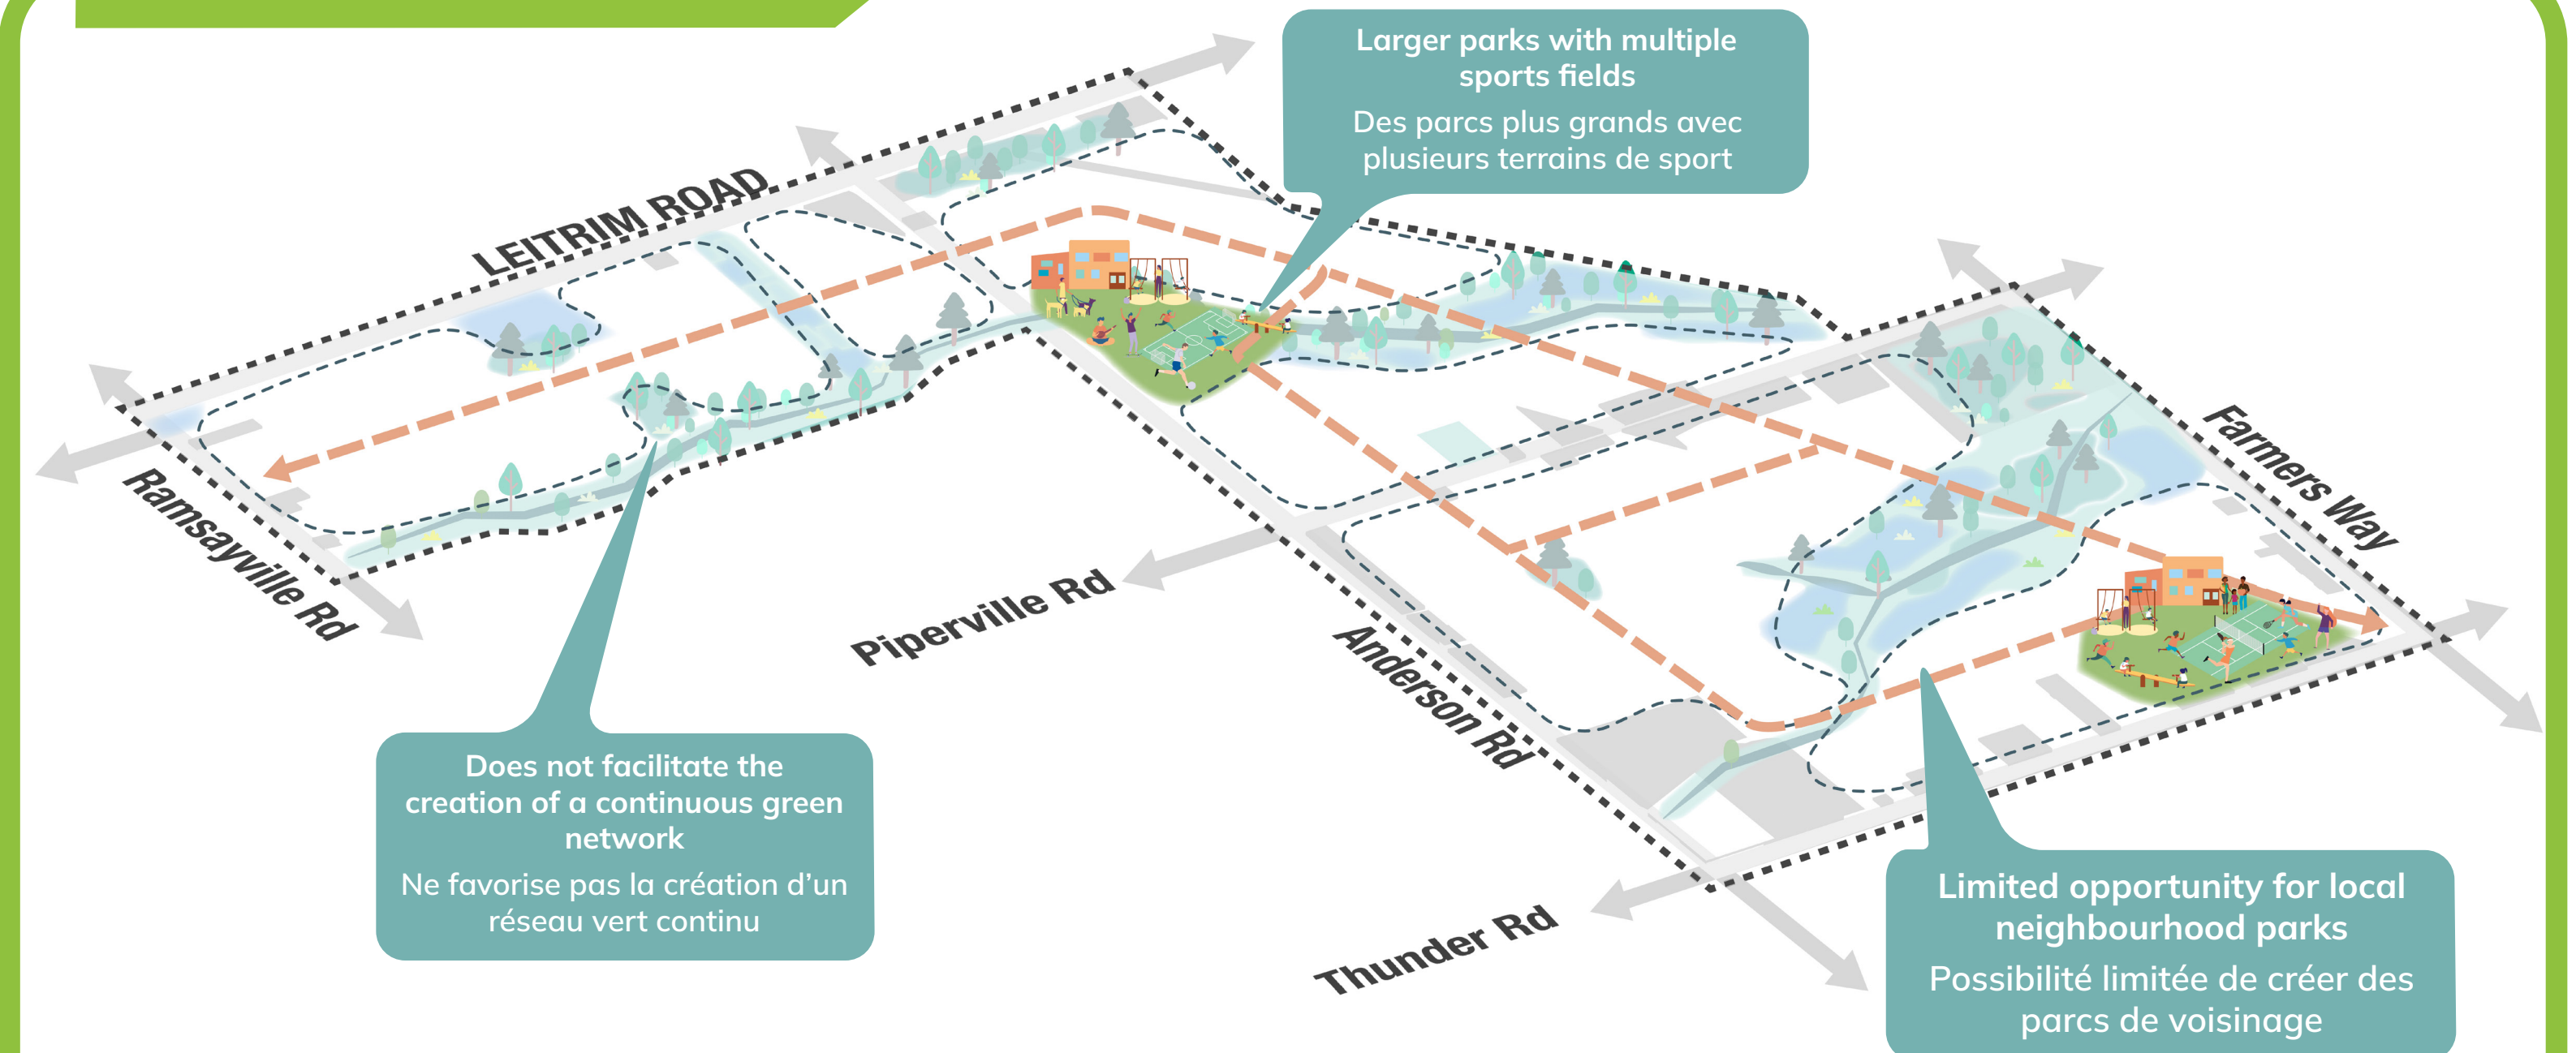 Larger parks with multiple
sports fields
Des parcs plus grands avec
plusieurs terrains de sport
LEITRIM ROAD
Farmers Way
Ramsayville Rd
Piperville Rd
Anderson Rd
Does not facilitate the
creation of a continuous green
network
Ne favorise pas la création d’un
réseau vert continu
Limited opportunity for local
neighbourhood parks
Possibilité limitée de créer des
parcs de voisinage
Thunder Rd